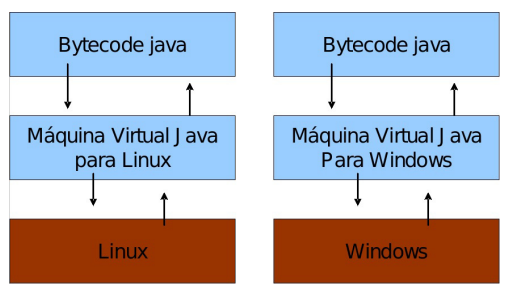 Bytecode java
Máquina Virtual Java
para Linux
Linux
Bytecode java
Máquina Virtual Java
Para Windows
Windows